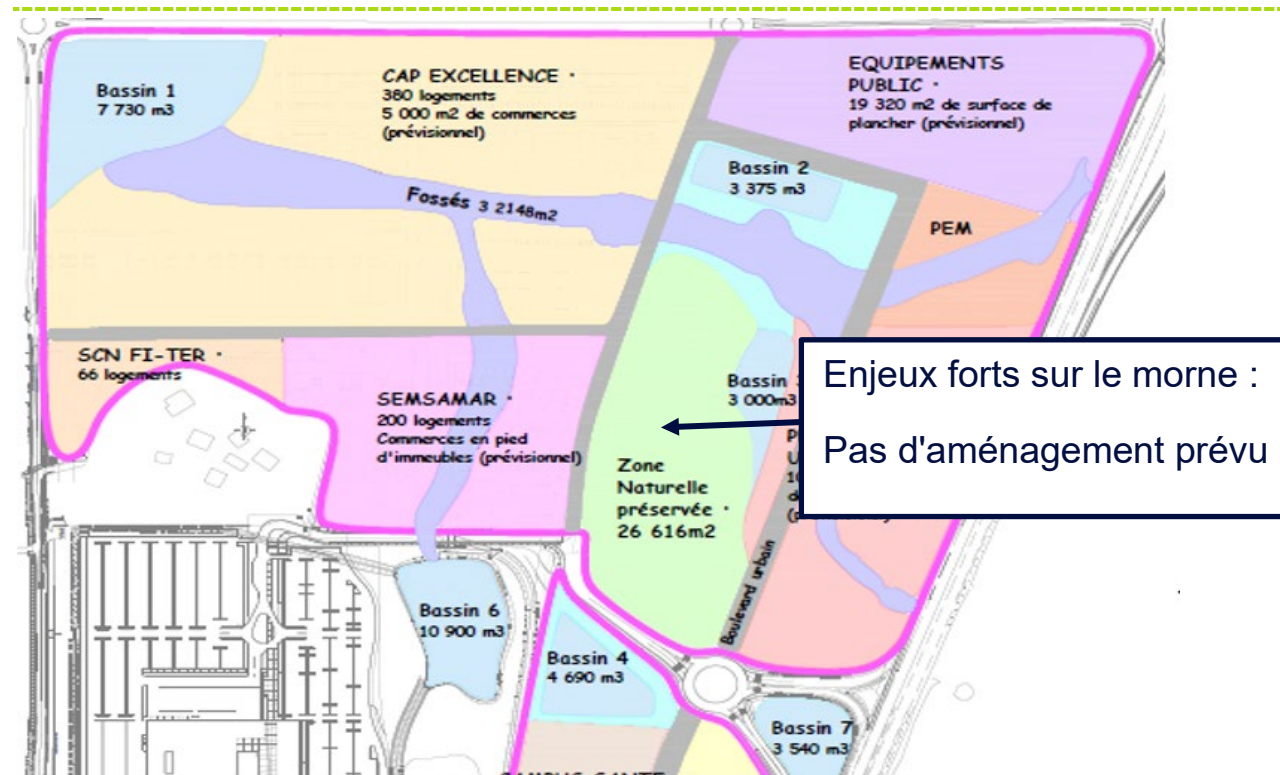 Bassin 1
7 730 m3
CAP EXCELLENCE ·
380 logements
5 000 m2 de commerces
(prévisionnel)
EQUIPEMENTS
PUBLIC ·
19 320 m2 de surface de
plancher (prévisionnel)
Bassin 2
3 375 m3
Fossés 3 2148m2
PEM
SCN FI-TER ·
66 logements
SEMSAMAR ·
200 logements
Commerces en pied
d'immeubles (prévisionnel)
Bassin
3 000m3
Enjeux forts sur le morne :
Pas d'aménagement prévu
Zone
Naturelle
préservée ·
26 616m2
Boulevard urbain
Bassin 6
10 900 m3
Bassin 4
4 690 m3
Bassin 7
3 540 m3